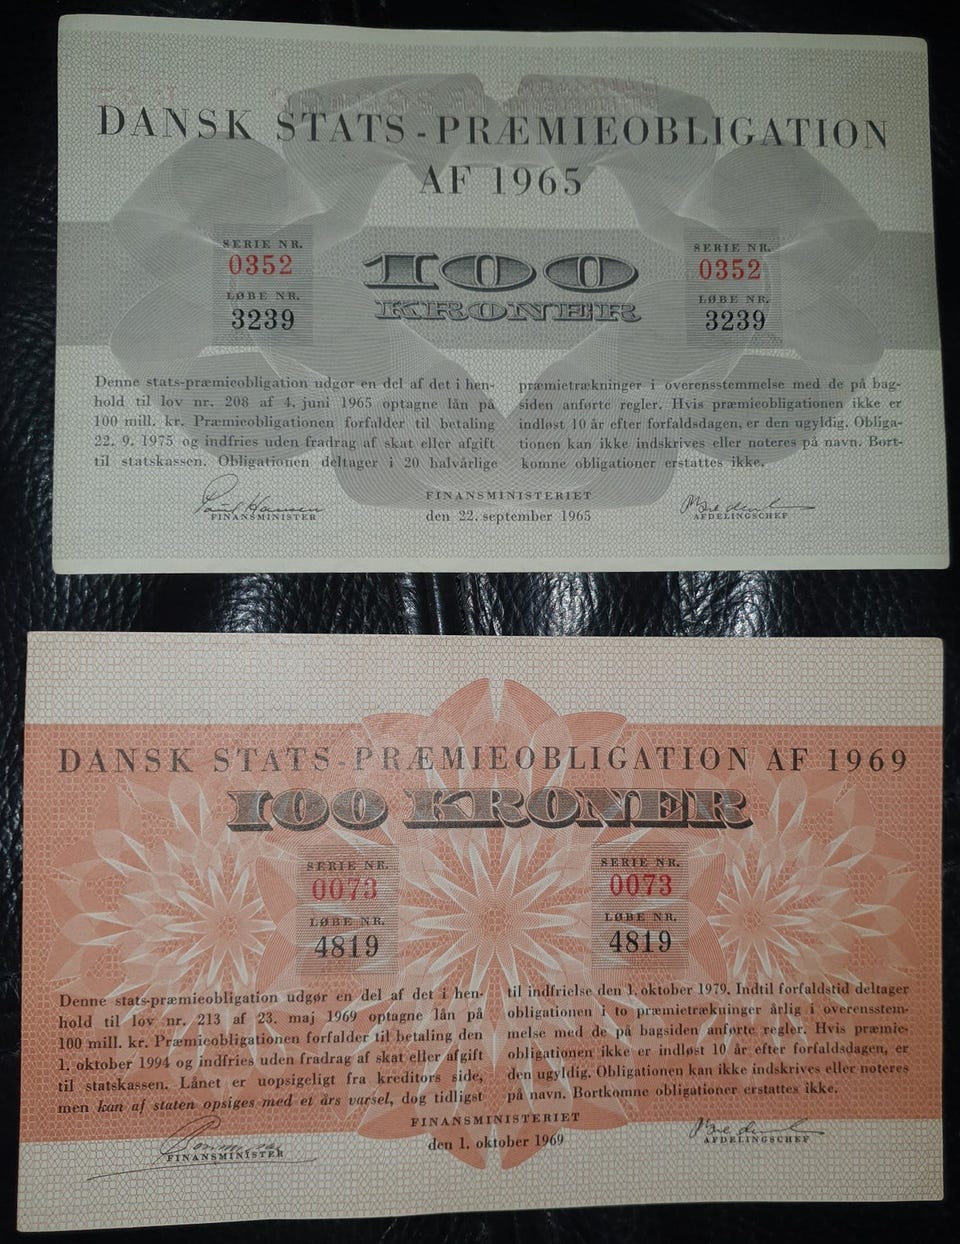 DANSK STATS-PRÆMIEOBLIGATION
AF 1965
SERIE NR.
0352
LØBE NR.
3239
100
KRONER
SERIE NR.
0352
LØBE NR.
3239
Denne stats-præmieobligation udgør en del af det i hen-
hold til lov nr. 208 af 4. juni 1965 optagne lån på
100 mill. kr. Præmieobligationen forfalder til betaling
22. 9. 1975 og indfries uden fradrag af skat eller afgift
til statskassen. Obligationen deltager i 20 halvårlige
præmietrækninger i overensstemmelse med de på bag-
siden anførte regler. Hvis præmieobligationen ikke er
indløst 10 år efter forfaldsdagen, er den ugyldig. Obliga-
tionen kan ikke indskrives eller noteres på navn. Bort-
komne obligationer erstattes ikke.
Poul Hansen
FINANSMINISTER
FINANSMINISTERIET
den 22. september 1965
AFDELINGSCHEF
DANSK STATS-PRÆMIEOBLIGATION AF 1969
100 KRONER
SERIE NR.
0073
LØBE NR.
4819
SERIE NR.
0073
LØBE NR.
4819
Denne stats-præmieobligation udgør en del af det i hen-
hold til lov nr. 213 af 23. maj 1969 optagne lån på
100 mill. kr. Præmieobligationen forfalder til betaling den
1. oktober 1994 og indfries uden fradrag af skat eller afgift
til statskassen. Lånet er uopsigeligt fra kreditors side,
men kan af staten opsiges med et års varsel, dog tidligst
til indfrielse den 1. oktober 1979. Indtil forfaldstid deltager
obligationen i to præmietrækninger årlig i overensstem-
melse med de på bagsiden anførte regler. Hvis præmie-
obligationen ikke er indløst 10 år efter forfaldsdagen, er
den ugyldig. Obligationen kan ikke indskrives eller noteres
på navn. Bortkomne obligationer erstattes ikke.
FINANSMINISTER
FINANSMINISTERIET
den 1. oktober 1969
AFDELINGSCHEF